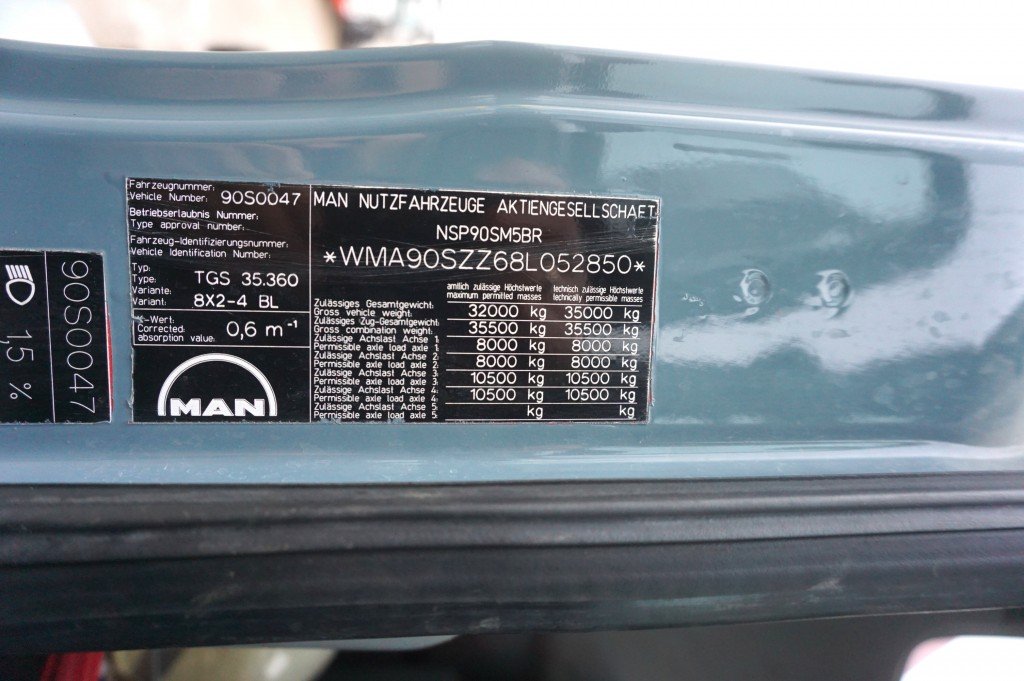 90S0047
1,5 %
Fahrzeugnummer:
Vehicle Number: 90S0047
Betriebserlaubnis Nummer:
Type approval number:
Fahrzeug-Identifizierungsnummer:
Vehicle Identification Number:
Typ:
Type: TGS 35.360
Variante:
Variant: 8X2-4 BL
K-Wert:
Corrected absorption value: 0,6 m⁻¹
MAN
MAN NUTZFAHRZEUGE AKTIENGESELLSCHAFT
NSP90SM5BR
*WMA90SZZ68L052850*
amtlich zulässige Höchstwerte technisch zulässige Höchstwerte
maximum permitted masses technically permissible masses
Zulässiges Gesamtgewicht:
Gross vehicle weight: 32000 kg 35000 kg
Zulässiges Zug-Gesamtgewicht:
Gross combination weight: 35500 kg 35500 kg
Zulässige Achslast Achse 1:
Permissible axle load axle 1: 8000 kg 8000 kg
Zulässige Achslast Achse 2:
Permissible axle load axle 2: 8000 kg 8000 kg
Zulässige Achslast Achse 3:
Permissible axle load axle 3: 10500 kg 10500 kg
Zulässige Achslast Achse 4:
Permissible axle load axle 4: 10500 kg 10500 kg
Zulässige Achslast Achse 5:
Permissible axle load axle 5: kg kg